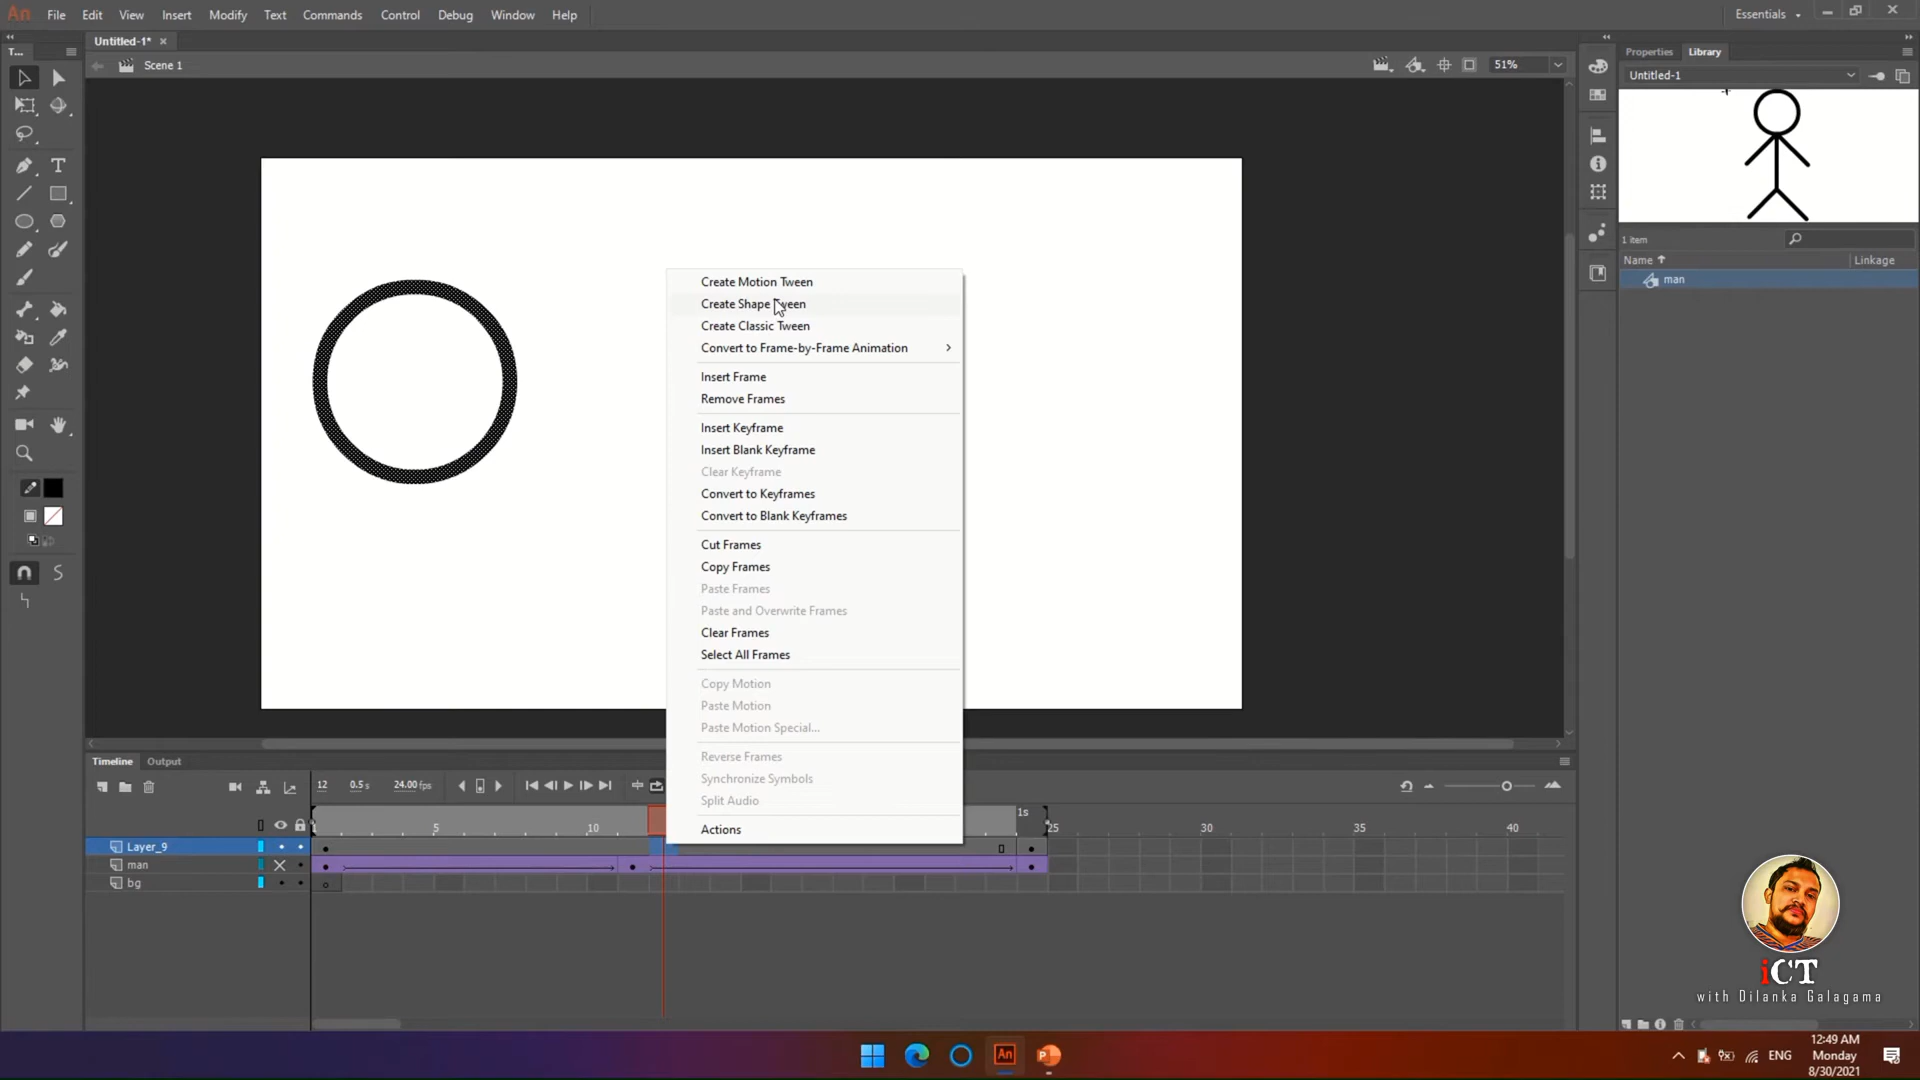 An File Edit View Insert Modify Text Commands Control Debug Window Help Essentials
T... Untitled-1* Properties Library
Scene 1 51%
Untitled-1
1 item
Name Linkage
man
Create Motion Tween
Create Shape Tween
Create Classic Tween
Convert to Frame-by-Frame Animation
Insert Frame
Remove Frames
Insert Keyframe
Insert Blank Keyframe
Clear Keyframe
Convert to Keyframes
Convert to Blank Keyframes
Cut Frames
Copy Frames
Paste Frames
Paste and Overwrite Frames
Clear Frames
Select All Frames
Copy Motion
Paste Motion
Paste Motion Special...
Reverse Frames
Synchronize Symbols
Split Audio
Actions
Timeline Output
12 0.5s 24.00fps
1s
5 10 25 30 35 40
Layer_9
man
bg
iCT
with Dilanka Galagama
An P
ENG
12:49 AM
Monday
8/30/2021